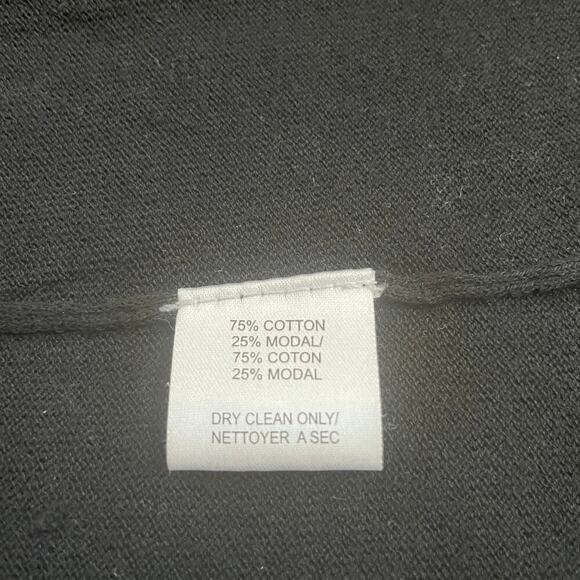 75% COTTON
25% MODAL/
75% COTON
25% MODAL
DRY CLEAN ONLY/
NETTOYER A SEC